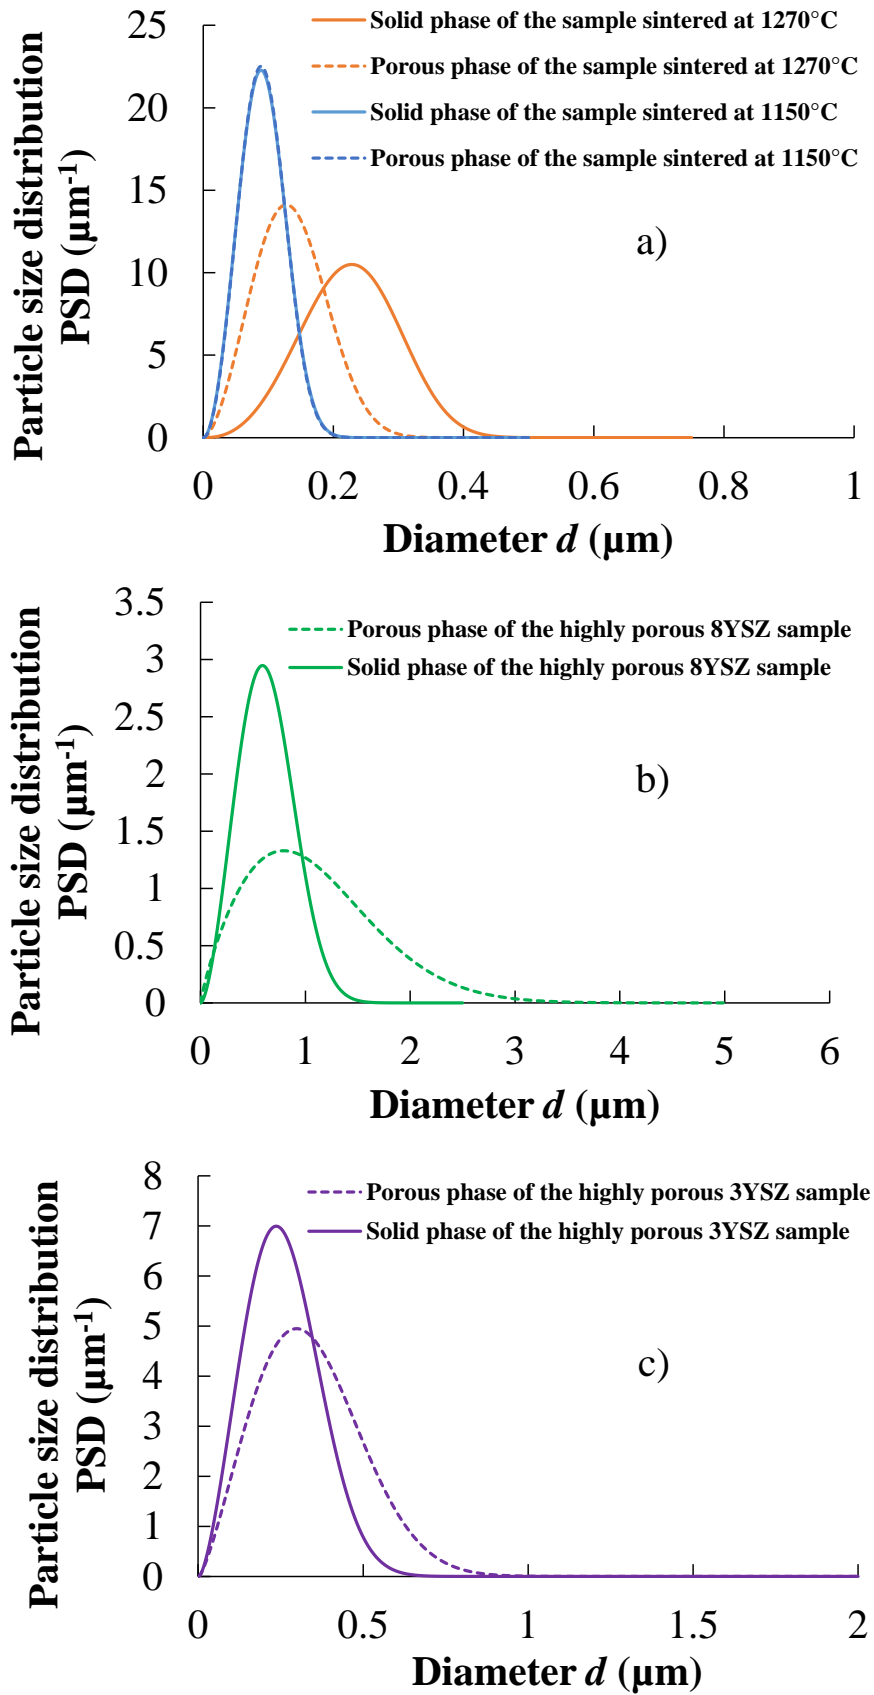 Particle size distribution
PSD (µm-1)
25
20
15
10
5
0
Solid phase of the sample sintered at 1270°C
Porous phase of the sample sintered at 1270°C
Solid phase of the sample sintered at 1150°C
Porous phase of the sample sintered at 1150°C
a)
0 0.2 0.4 0.6 0.8 1
Diameter d (µm)
Particle size distribution
PSD (µm-1)
3.5
3
2.5
2
1.5
1
0.5
0
Porous phase of the highly porous 8YSZ sample
Solid phase of the highly porous 8YSZ sample
b)
0 1 2 3 4 5 6
Diameter d (µm)
Particle size distribution
PSD (µm-1)
8
7
6
5
4
3
2
1
0
Porous phase of the highly porous 3YSZ sample
Solid phase of the highly porous 3YSZ sample
c)
0 0.5 1 1.5 2
Diameter d (µm)